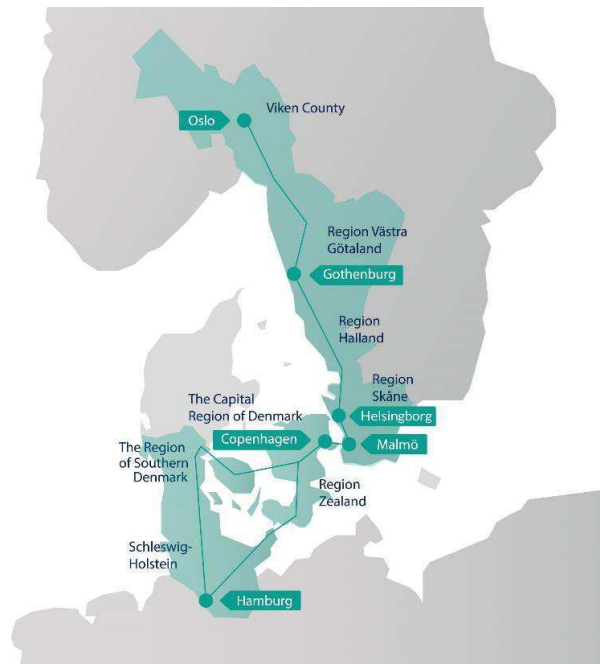 Viken County
Oslo
Region Västra
Götaland
Gothenburg
Region
Halland
Region
Skåne
The Capital
Region of Denmark
Helsingborg
Copenhagen
Malmö
The Region
of Southern
Denmark
Region
Zealand
Schleswig-
Holstein
Hamburg